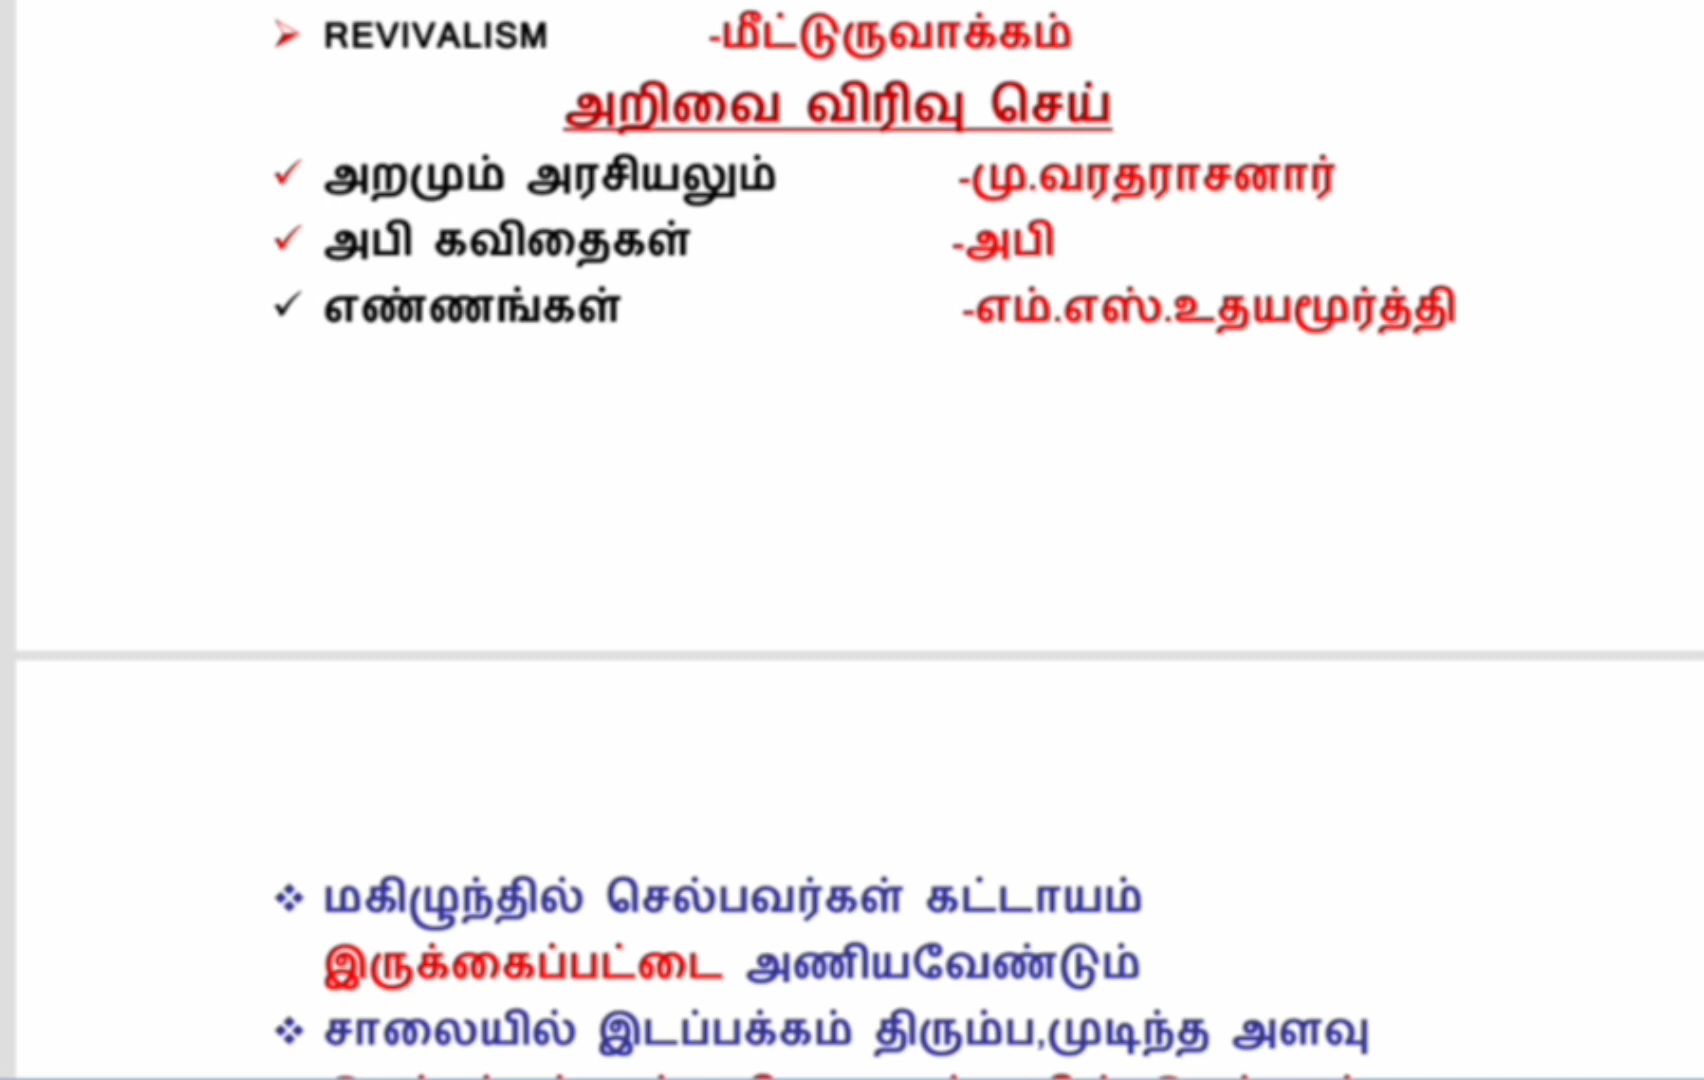 ➢ REVIVALISM -மீட்டுருவாக்கம்
அறிவை விரிவு செய்
✓ அறமும் அரசியலும் -மு.வரதராசனார்
✓ அபி கவிதைகள் -அபி
✓ எண்ணங்கள் -எம்.எஸ்.உதயமூர்த்தி
❖ மகிழுந்தில் செல்பவர்கள் கட்டாயம்
இருக்கைப்பட்டை அணியவேண்டும்
❖ சாலையில் இடப்பக்கம் திரும்ப,முடிந்த அளவு